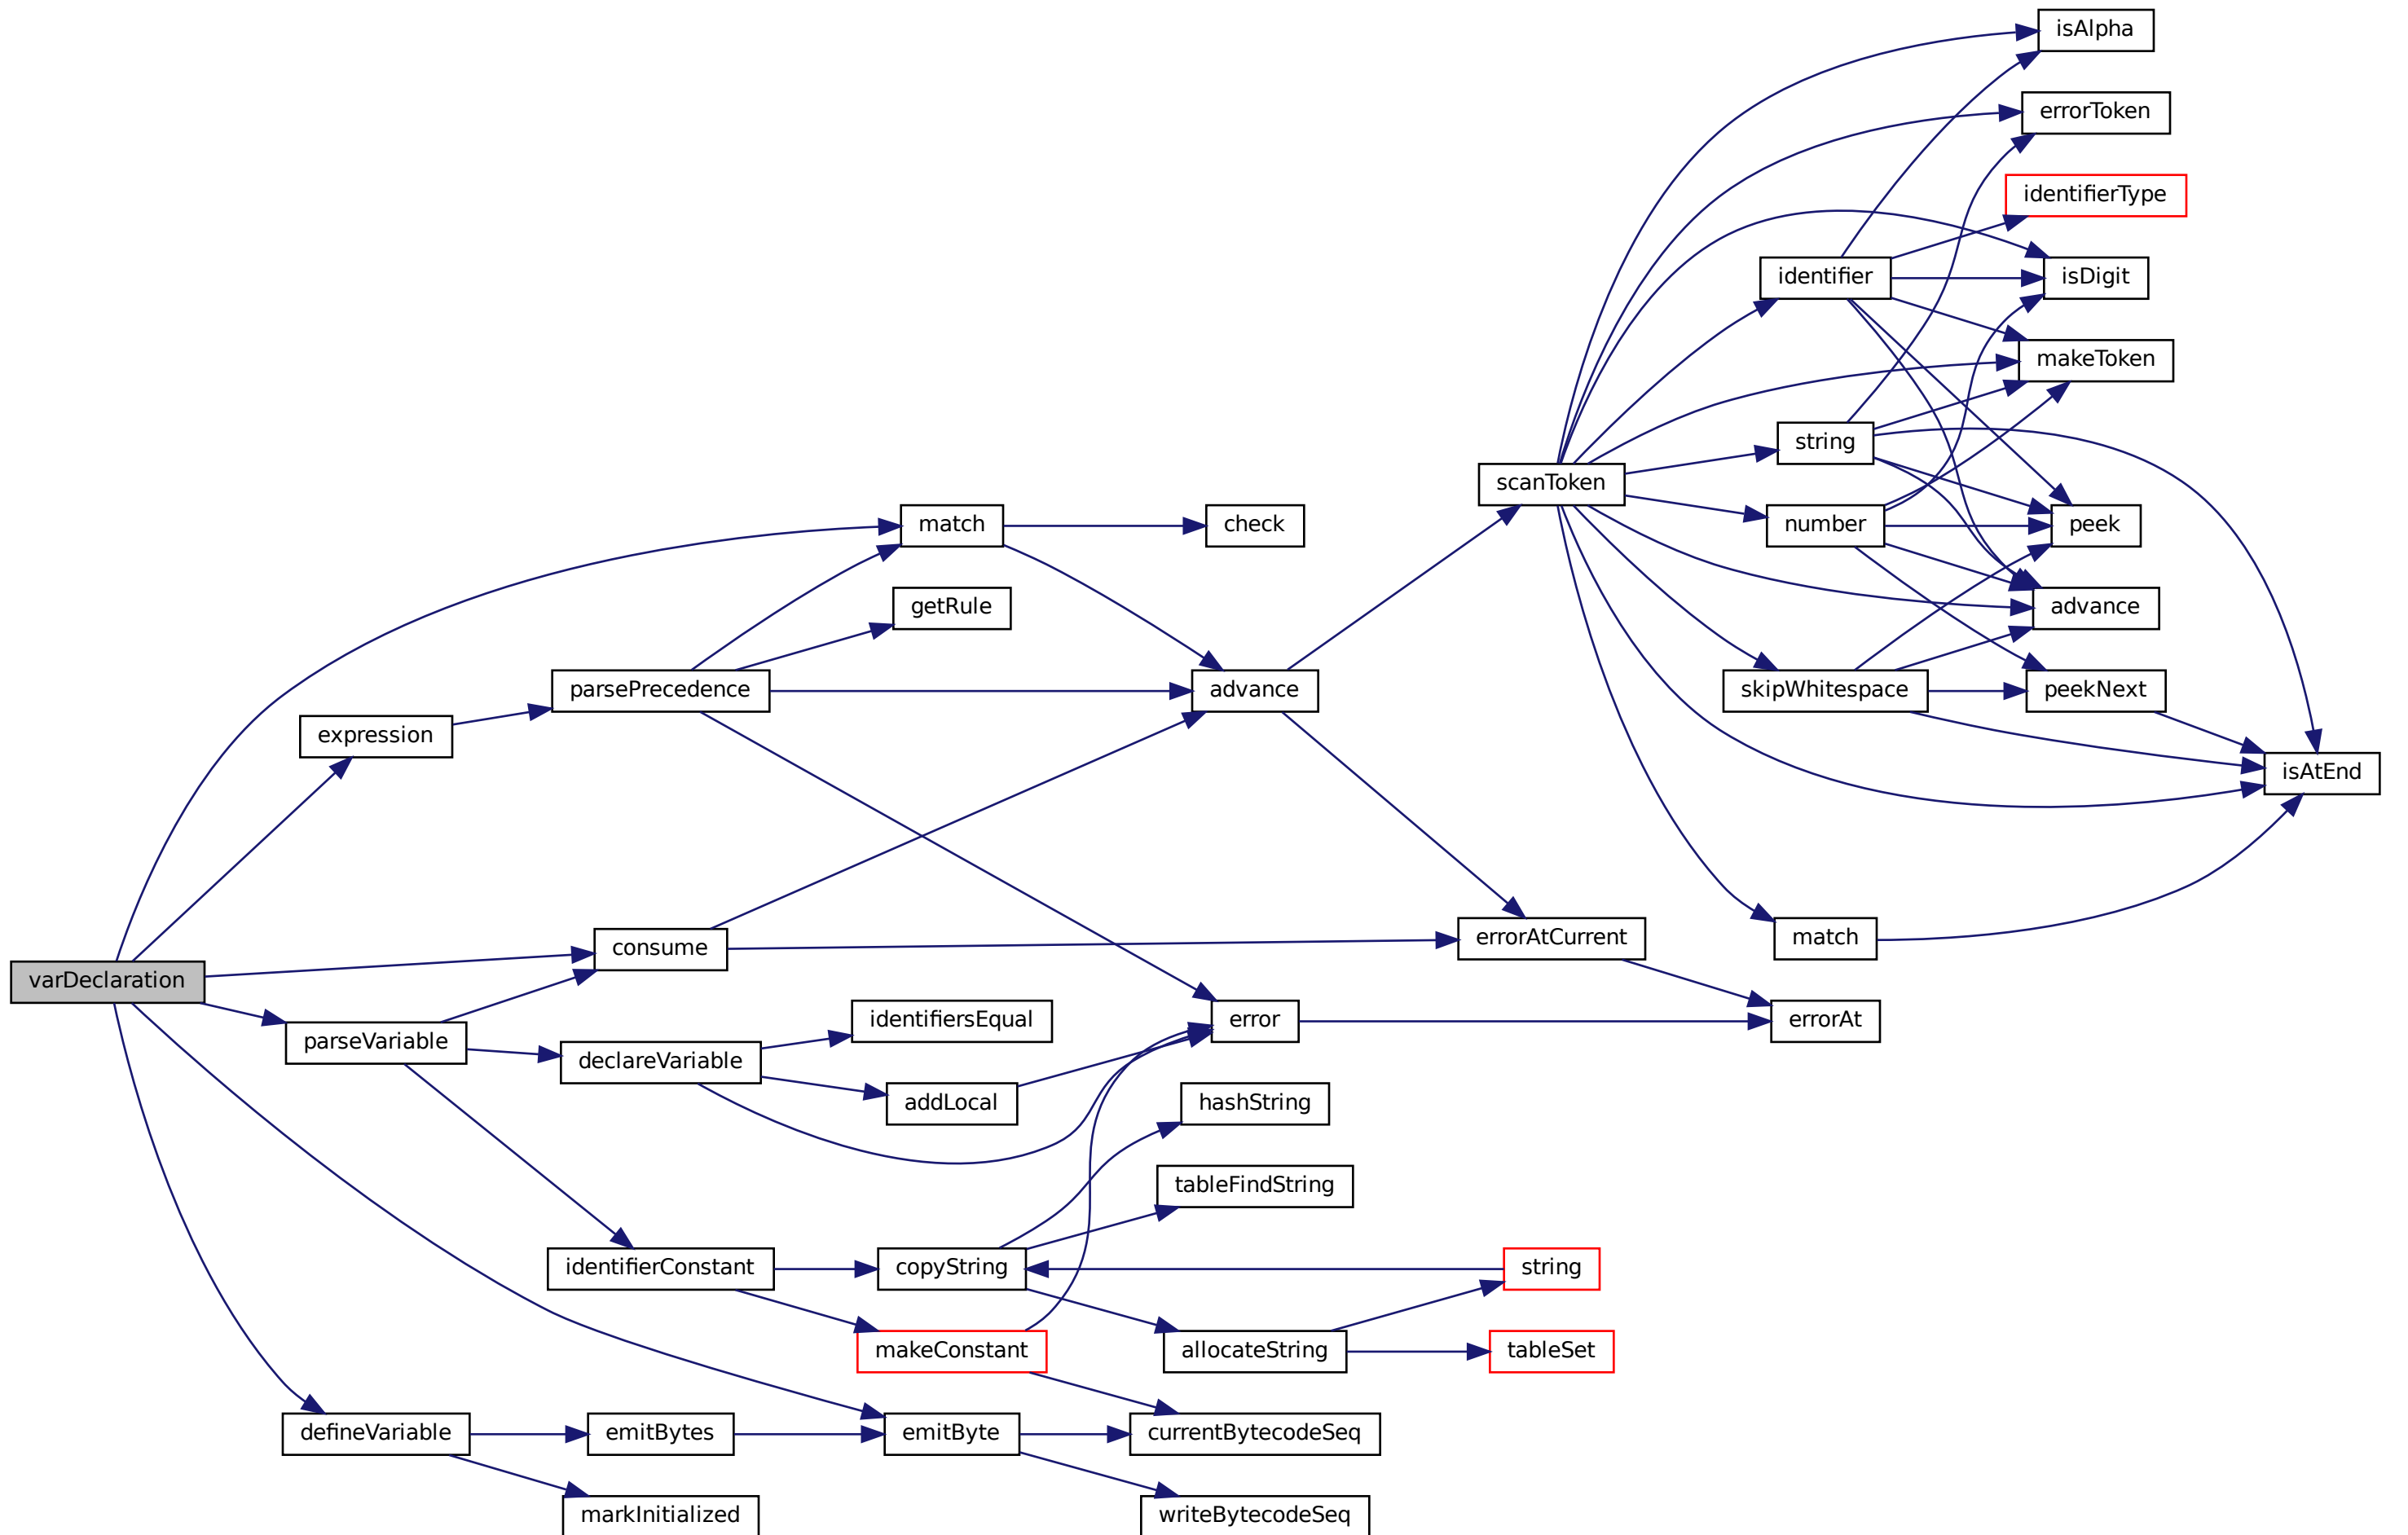 isAlpha
errorToken
identifierType
identifier
isDigit
makeToken
string
scanToken
match
check
number
peek
getRule
advance
parsePrecedence
advance
skipWhitespace
peekNext
expression
isAtEnd
consume
errorAtCurrent
match
varDeclaration
parseVariable
identifiersEqual
error
errorAt
declareVariable
addLocal
hashString
tableFindString
identifierConstant
copyString
string
makeConstant
allocateString
tableSet
defineVariable
emitBytes
emitByte
currentBytecodeSeq
markInitialized
writeBytecodeSeq